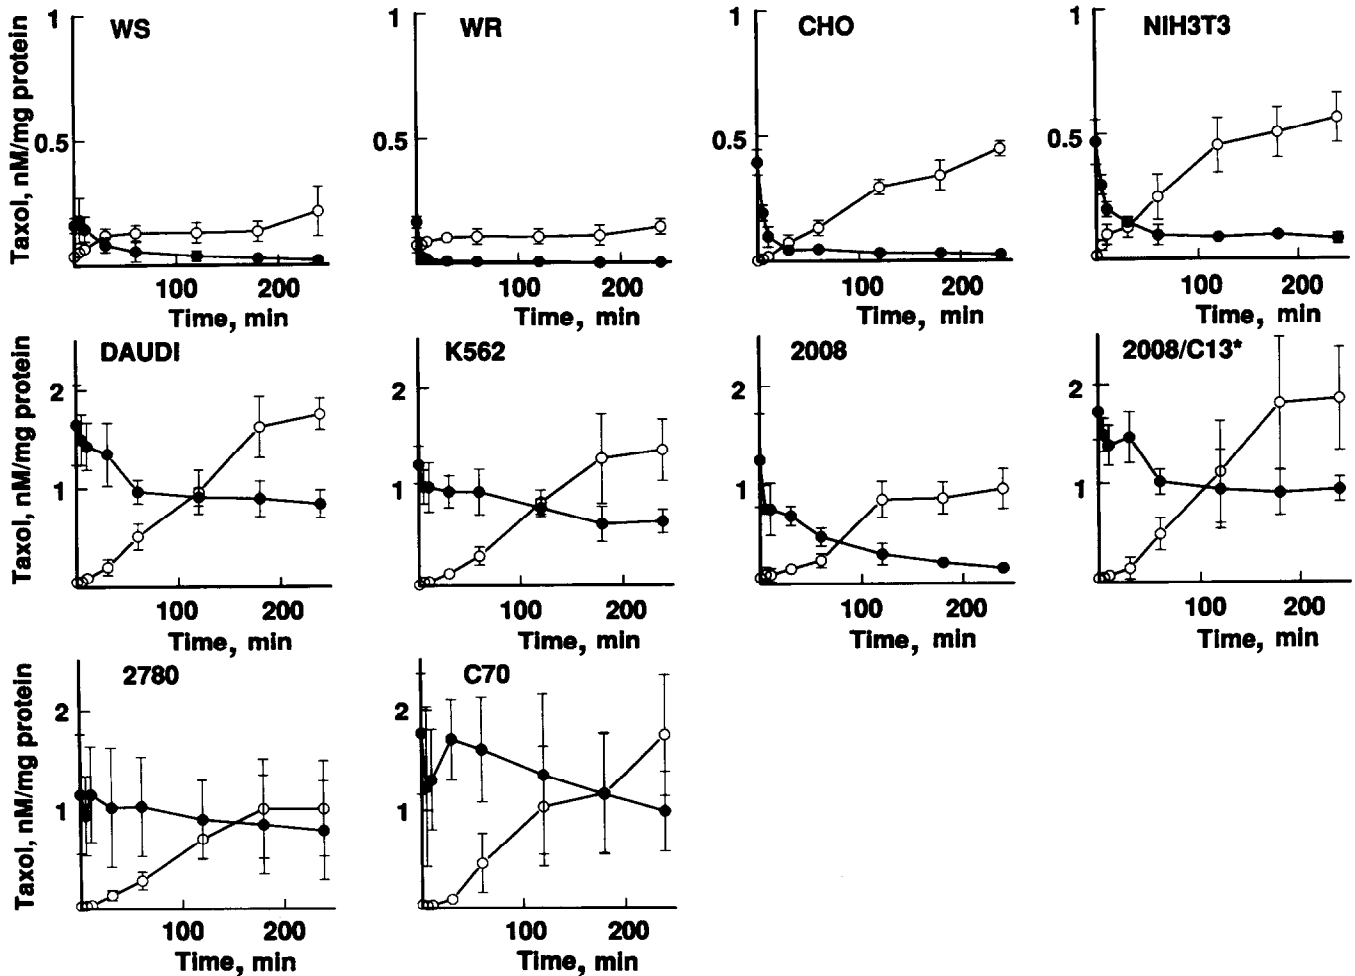 WS
WR
CHO
NIH3T3
Taxol, nM/mg protein
1
0.5
100 200
Time, min
1
0.5
100 200
Time, min
1
0.5
100 200
Time, min
1
0.5
100 200
Time, min
DAUDI
K562
2008
2008/C13*
Taxol, nM/mg protein
2
1
100 200
Time, min
2
1
100 200
Time, min
2
1
100 200
Time, min
2
1
100 200
Time, min
2780
C70
Taxol, nM/mg protein
2
1
100 200
Time, min
2
1
100 200
Time, min